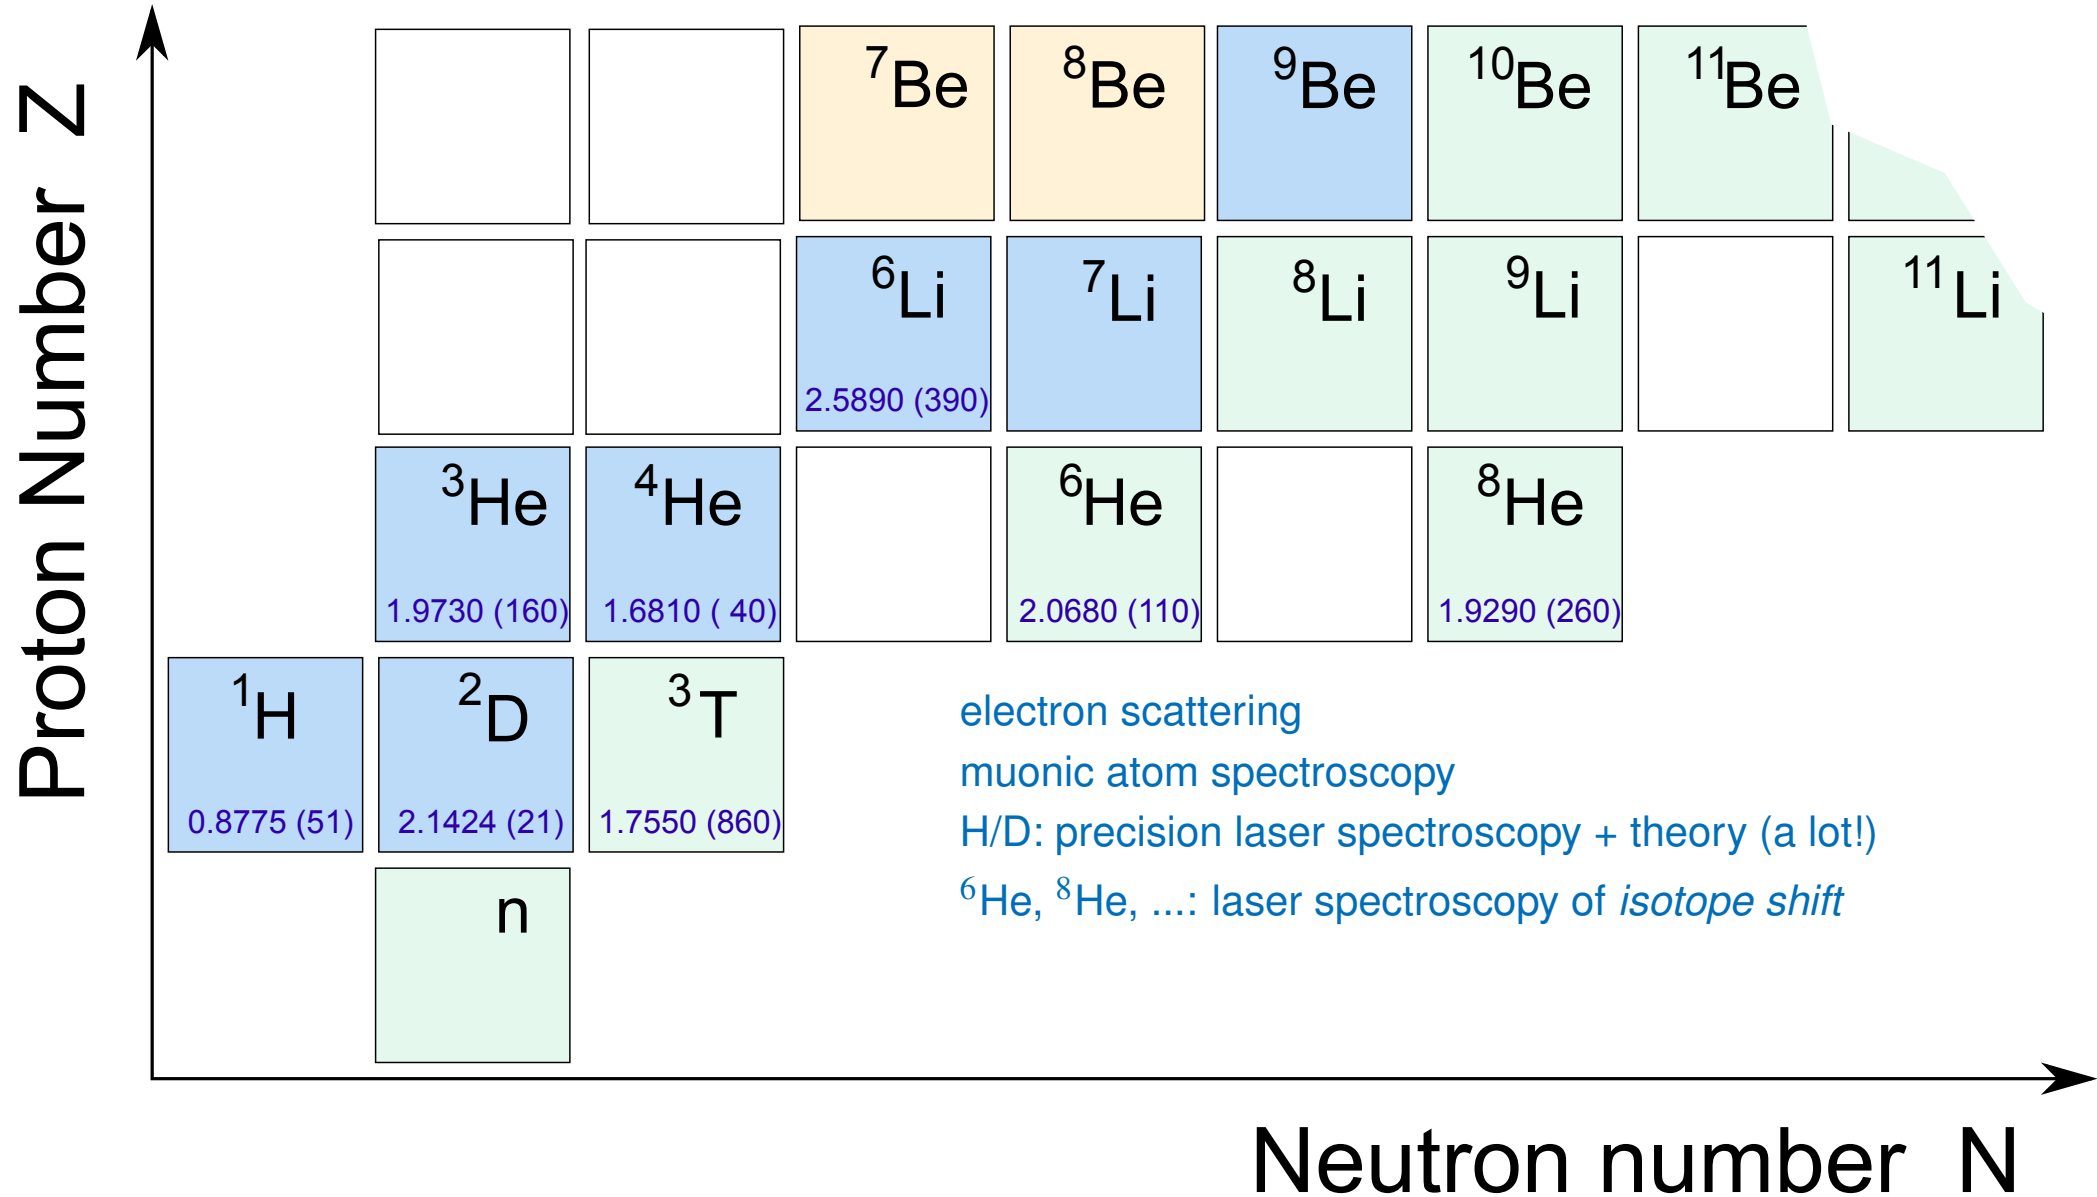 Proton Number Z
⁷Be ⁸Be ⁹Be ¹⁰Be ¹¹Be
⁶Li ⁷Li ⁸Li ⁹Li ¹¹Li
2.5890 (390)
³He ⁴He ⁶He ⁸He
1.9730 (160) 1.6810 ( 40) 2.0680 (110) 1.9290 (260)
¹H ²D ³T
0.8775 (51) 2.1424 (21) 1.7550 (860)
electron scattering
muonic atom spectroscopy
H/D: precision laser spectroscopy + theory (a lot!)
⁶He, ⁸He, ...: laser spectroscopy of isotope shift
n
Neutron number N